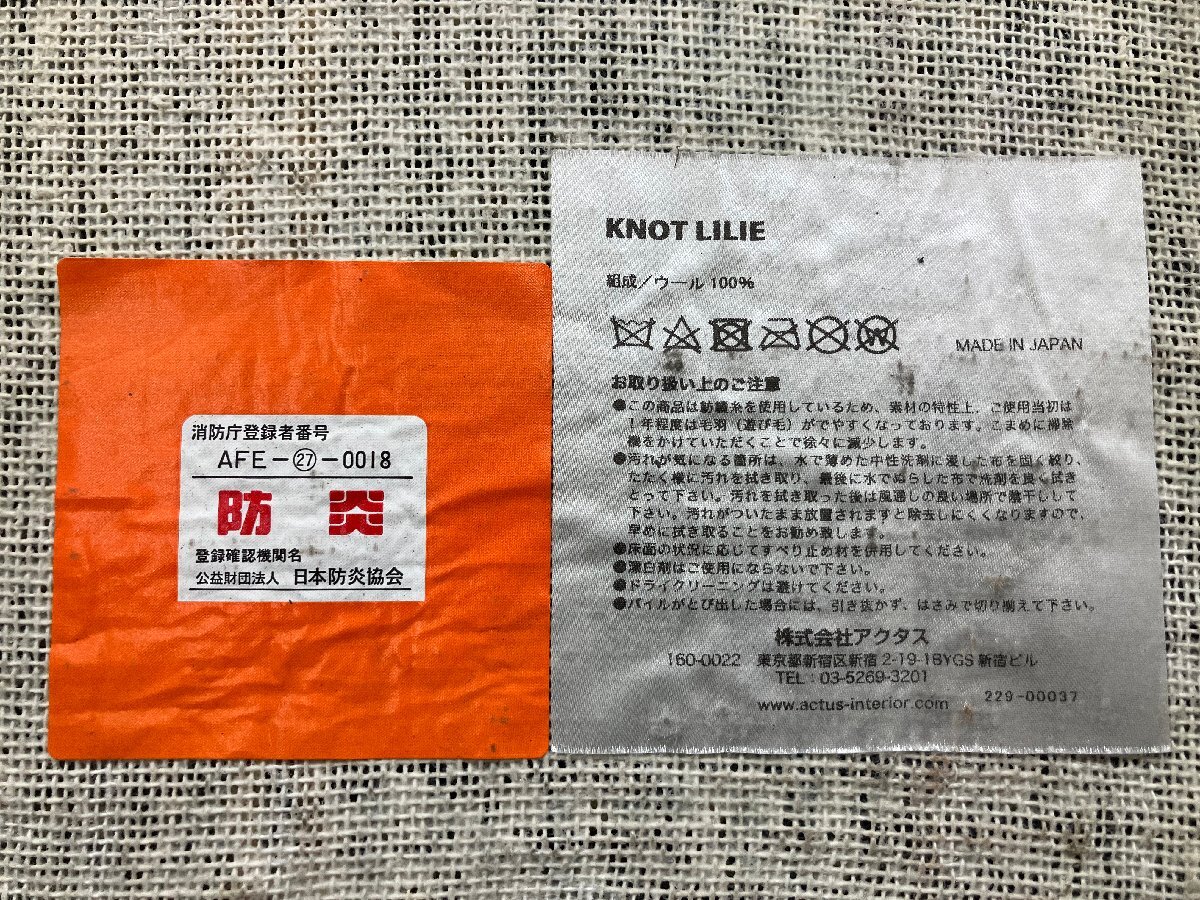 消防庁登録者番号
AFE-㉗-0018
防炎
登録確認機関名
公益財団法人 日本防炎協会
KNOT LILIE
組成／ウール100%
MADE IN JAPAN
お取り扱い上のご注意
●この商品は紡績糸を使用しているため、素材の特性上、ご使用当初は
1年程度は毛羽（遊び毛）がでやすくなっております。こまめに掃除
機をかけていただくことで徐々に減少します。
●汚れが気になる箇所は、水で薄めた中性洗剤に浸した布を固く絞り、
たたく様に汚れを拭き取り、最後に水でぬらした布で洗剤を良く拭き
とって下さい。汚れを拭き取った後は風通しの良い場所で陰干しして
下さい。汚れがついたまま放置されますと除去しにくくなりますので、
早めに拭き取ることをお勧め致します。
●床面の状況に応じてすべり止め材を併用してください。
●漂白剤はご使用にならないで下さい。
●ドライクリーニングは避けてください。
●パイルがとび出した場合には、引き抜かず、はさみで切り揃えて下さい。
株式会社アクタス
160-0022 東京都新宿区新宿2-19-1BYGS新宿ビル
TEL：03-5269-3201
www.actus-interior.com
229-00037